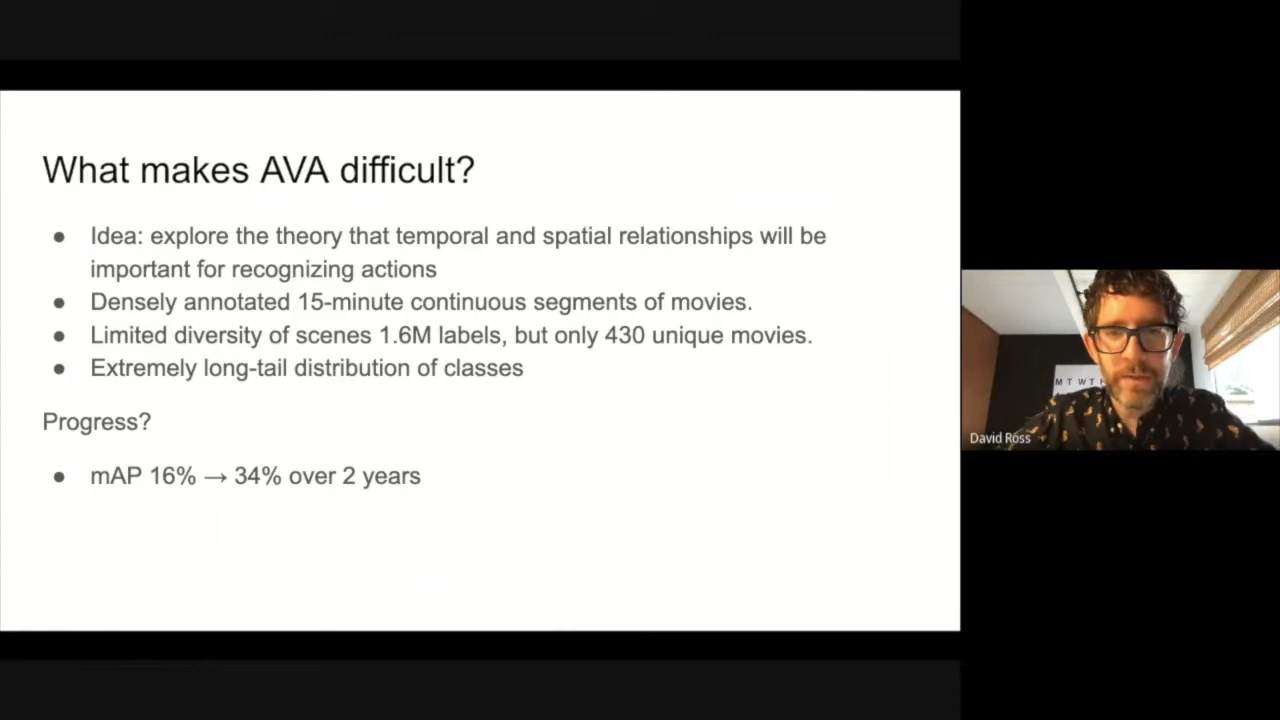 What makes AVA difficult?
● Idea: explore the theory that temporal and spatial relationships will be
important for recognizing actions
● Densely annotated 15-minute continuous segments of movies.
● Limited diversity of scenes 1.6M labels, but only 430 unique movies.
● Extremely long-tail distribution of classes
Progress?
● mAP 16% → 34% over 2 years
M T W T
David Ross